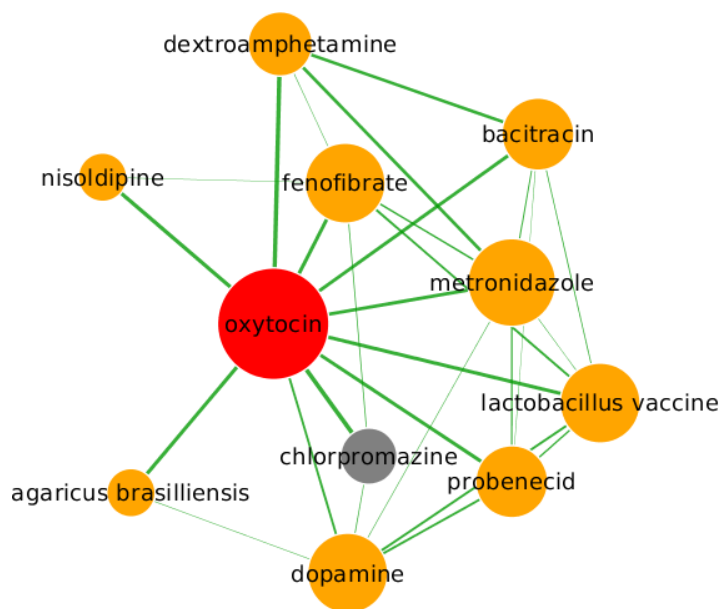 dextroamphetamine
bacitracin
nisoldipine
fenofibrate
metronidazole
oxytocin
lactobacillus vaccine
chlorpromazine
probenecid
agaricus brasilliensis
dopamine